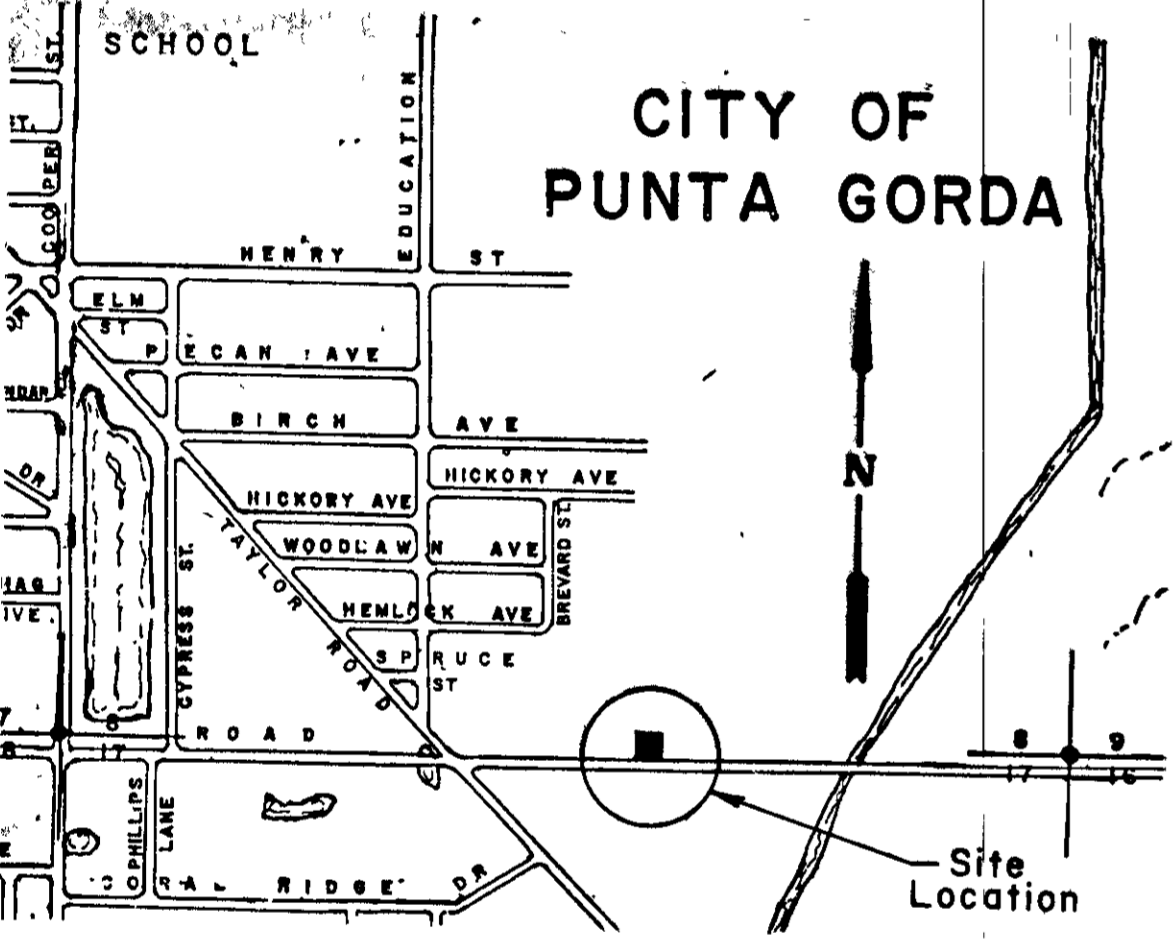 SCHOOL
ST.
COOPER
EDUCATION
CITY OF
PUNTA GORDA
HENRY ST
ELM
ST
PECAN AVE
BIRCH AVE
HICKORY AVE
HICKORY AVE
DR
N
TAYLOR ROAD
WOODLAWN AVE
BREVARD ST.
CYPRESS ST.
HEMLOCK AVE
IVE.
SPRUCE
ST
ROAD
8
17
8 9
17 16
PHILLIPS
LANE
RIDGE DR
Site
Location